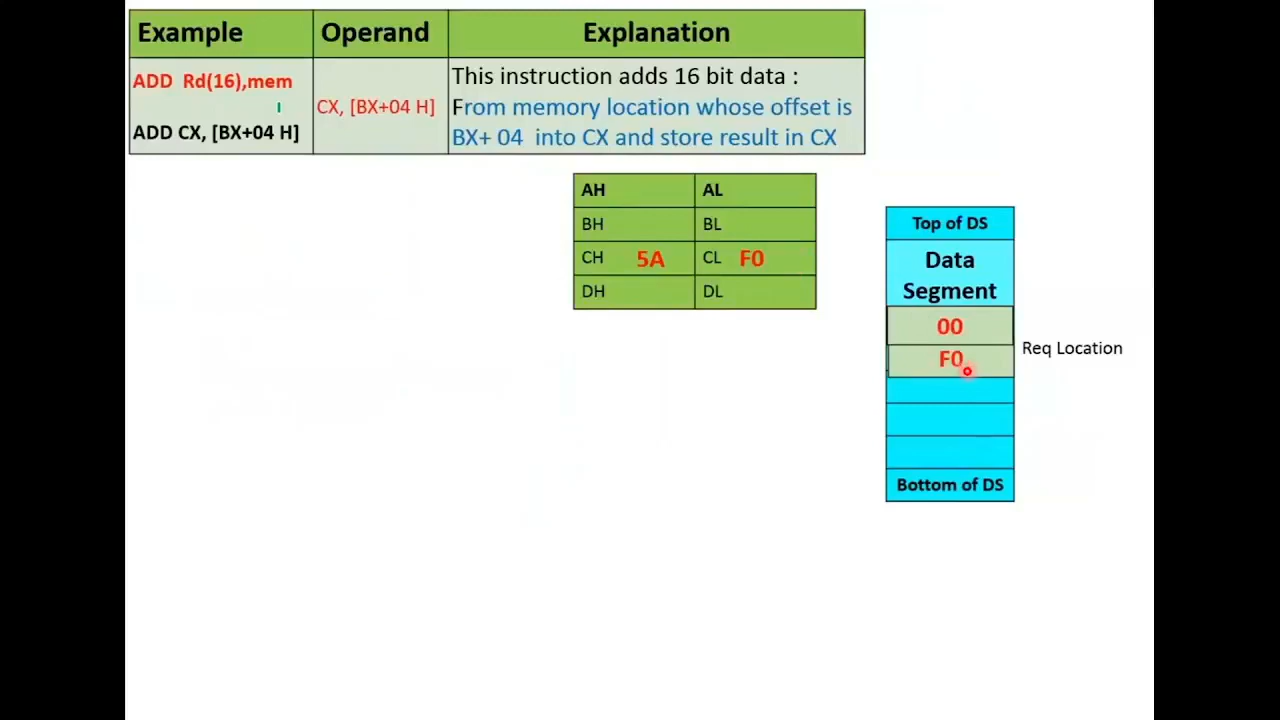 Example Operand Explanation
ADD Rd(16),mem
ADD CX, [BX+04 H]
CX, [BX+04 H]
This instruction adds 16 bit data :
From memory location whose offset is
BX+ 04 into CX and store result in CX
AH AL
BH BL
CH 5A CL F0
DH DL
Top of DS
Data
Segment
00
F0
Req Location
Bottom of DS